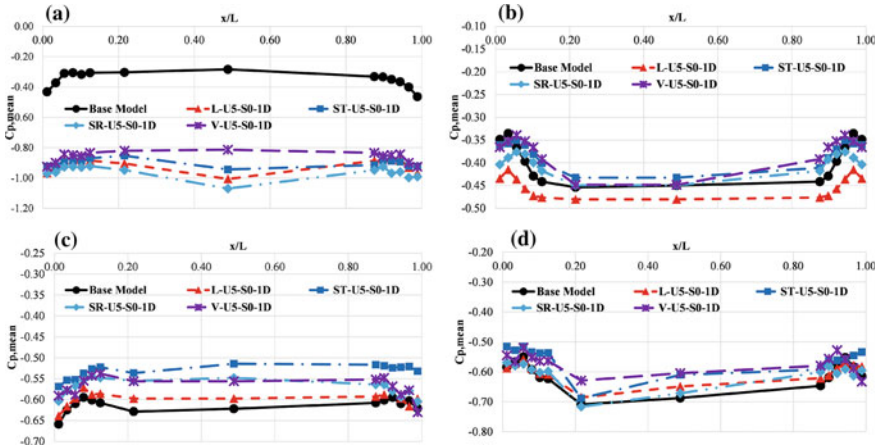 (a)
x/L
0.00 0.20 0.40 0.60 0.80 1.00
0.00
-0.20
-0.40
-0.60
-0.80
-1.00
-1.20
Cp,mean
Base Model L-U5-S0-1D ST-U5-S0-1D
SR-U5-S0-1D V-U5-S0-1D
(b)
x/L
0.00 0.20 0.40 0.60 0.80 1.00
-0.10
-0.15
-0.20
-0.25
-0.30
-0.35
-0.40
-0.45
-0.50
Cp,mean
Base Model L-U5-S0-1D ST-U5-S0-1D
SR-U5-S0-1D V-U5-S0-1D
(c)
x/L
0.00 0.20 0.40 0.60 0.80 1.00
-0.25
-0.30
-0.35
-0.40
-0.45
-0.50
-0.55
-0.60
-0.65
-0.70
Cp,mean
Base Model L-U5-S0-1D ST-U5-S0-1D
SR-U5-S0-1D V-U5-S0-1D
(d)
x/L
0.00 0.20 0.40 0.60 0.80 1.00
-0.20
-0.30
-0.40
-0.50
-0.60
-0.70
-0.80
Cp,mean
Base Model L-U5-S0-1D ST-U5-S0-1D
SR-U5-S0-1D V-U5-S0-1D